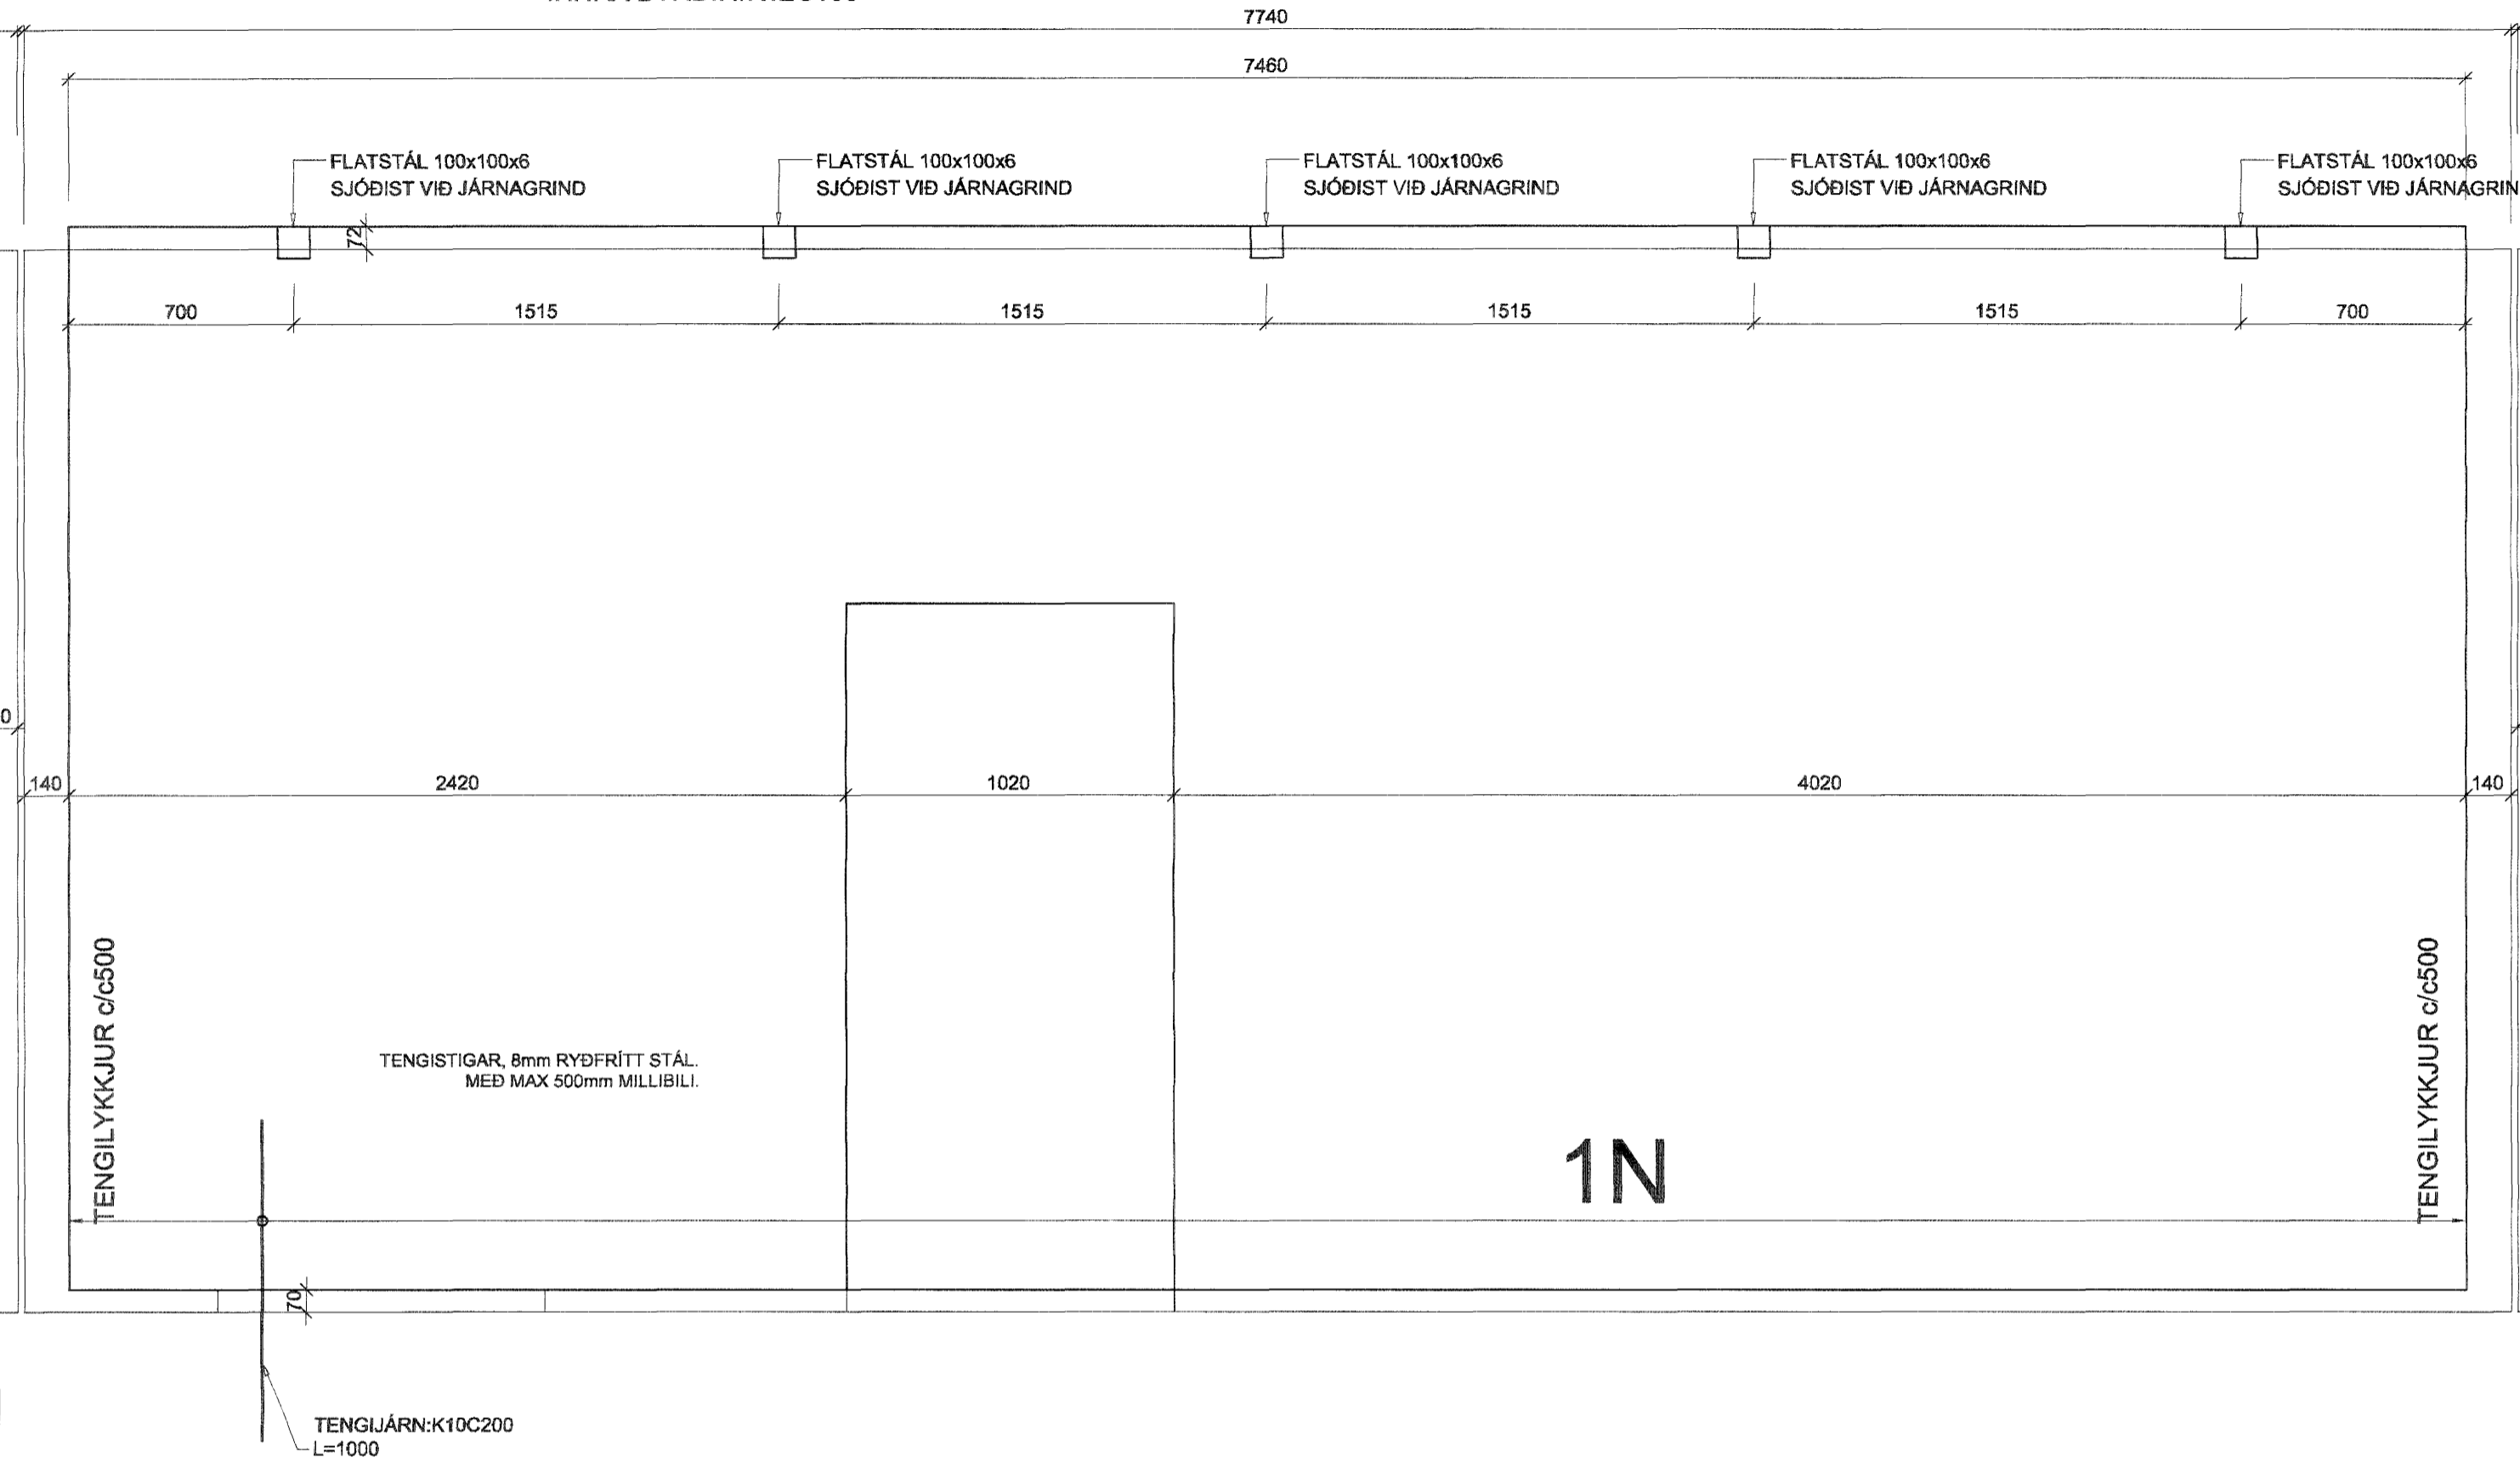 7740
7460
FLATSTÁL 100x100x6
SJÓÐIST VIÐ JÁRNAGRIND
FLATSTÁL 100x100x6
SJÓÐIST VIÐ JÁRNAGRIND
FLATSTÁL 100x100x6
SJÓÐIST VIÐ JÁRNAGRIND
FLATSTÁL 100x100x6
SJÓÐIST VIÐ JÁRNAGRIND
FLATSTÁL 100x100x6
SJÓÐIST VIÐ JÁRNAGRIN
72
700
1515
1515
1515
1515
700
0
140
2420
1020
4020
140
TENGILYKKJUR c/c500
TENGISTIGAR, 8mm RYÐFRÍTT STÁL.
MEÐ MAX 500mm MILLIBILI.
1N
TENGILYKKJUR c/c500
70
TENGIJÁRN:K10C200
L=1000